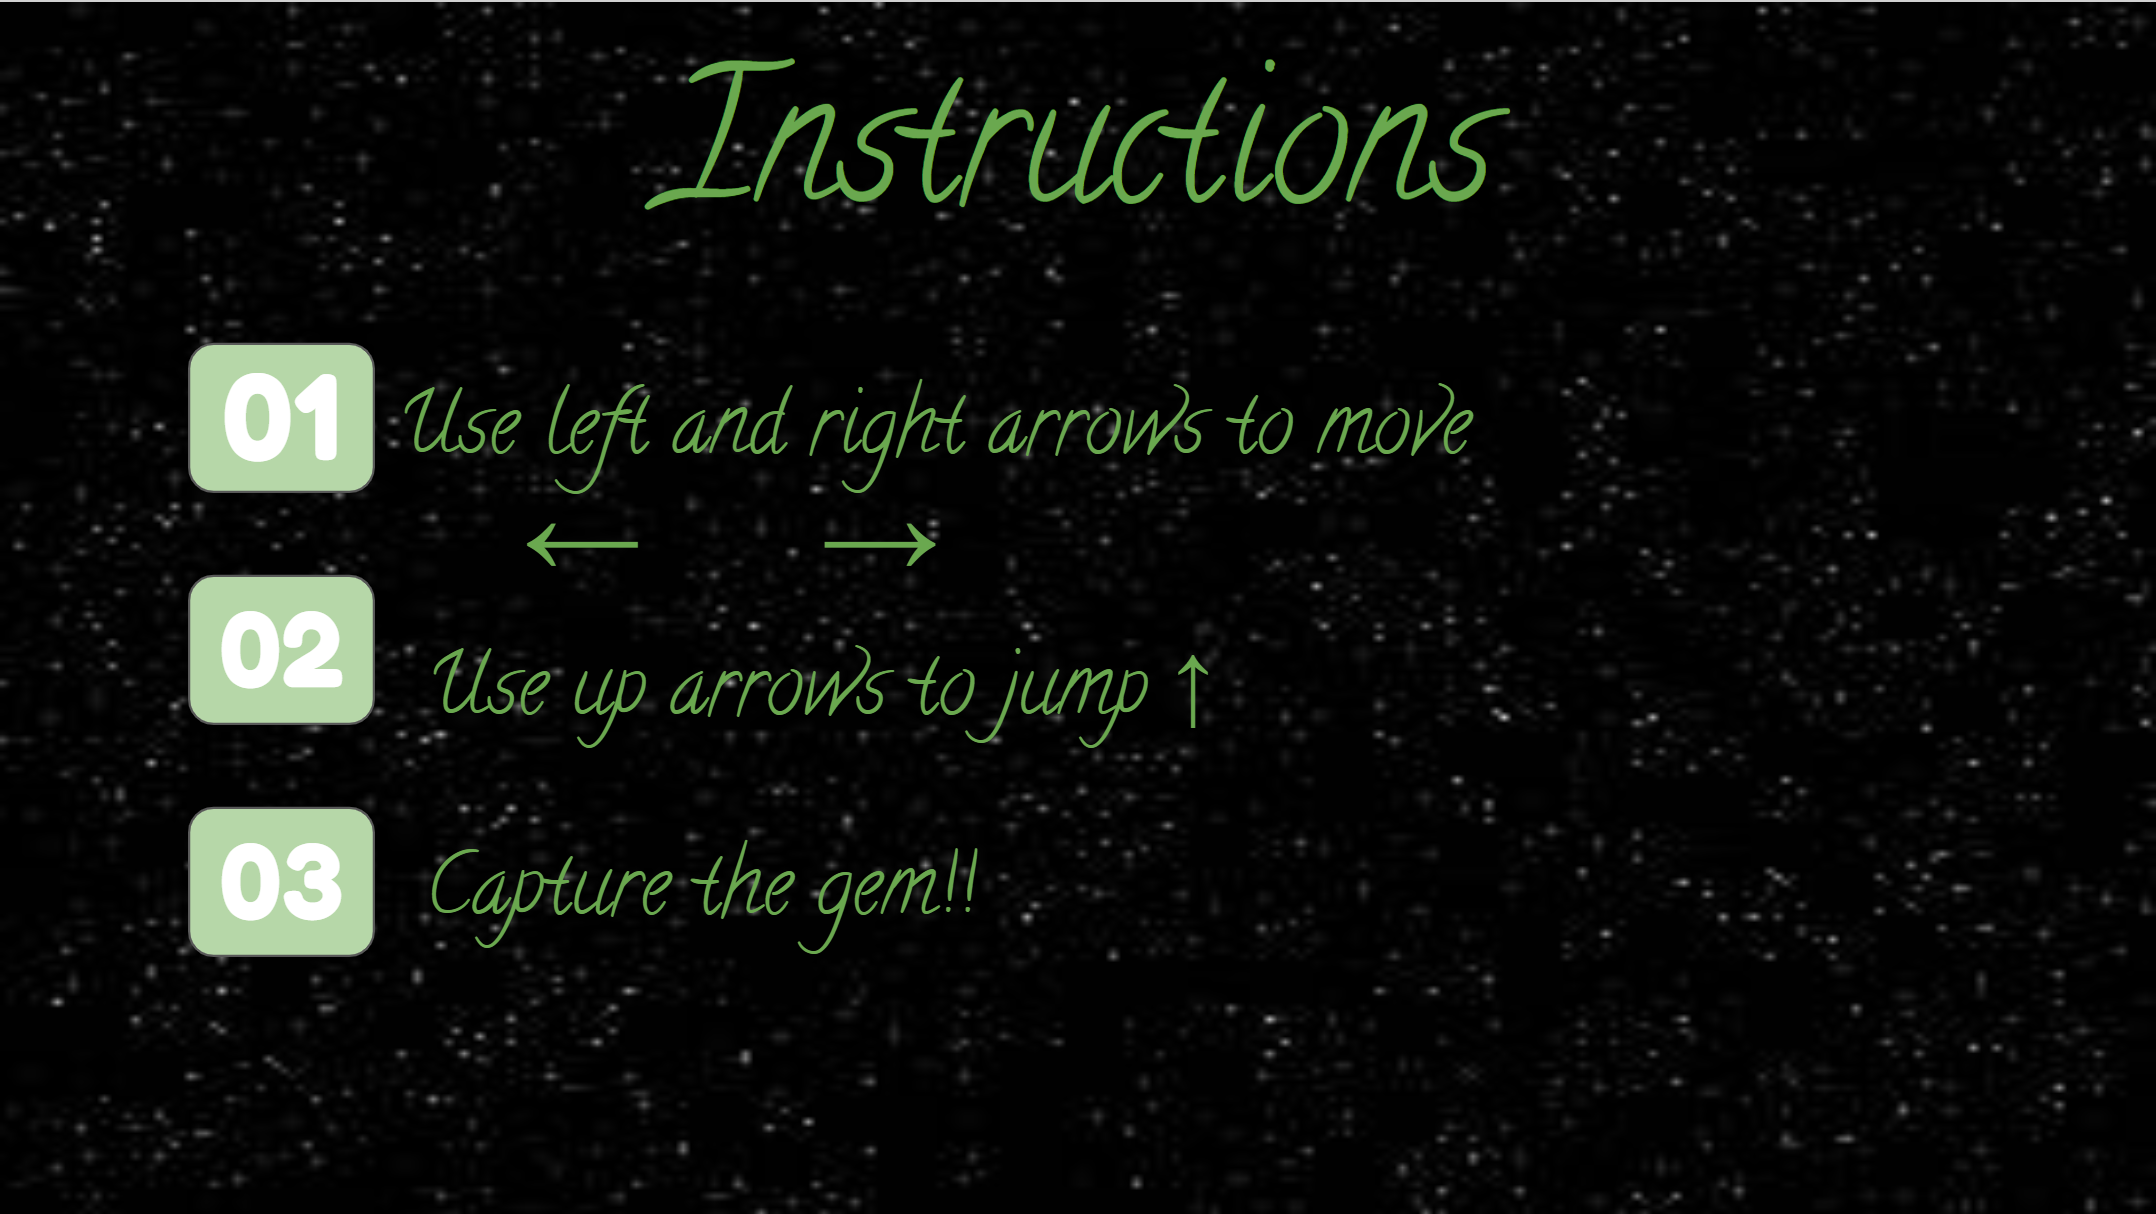 Instructions
01 Use left and right arrows to move
← →
02 Use up arrows to jump ↑
03 Capture the gem!!